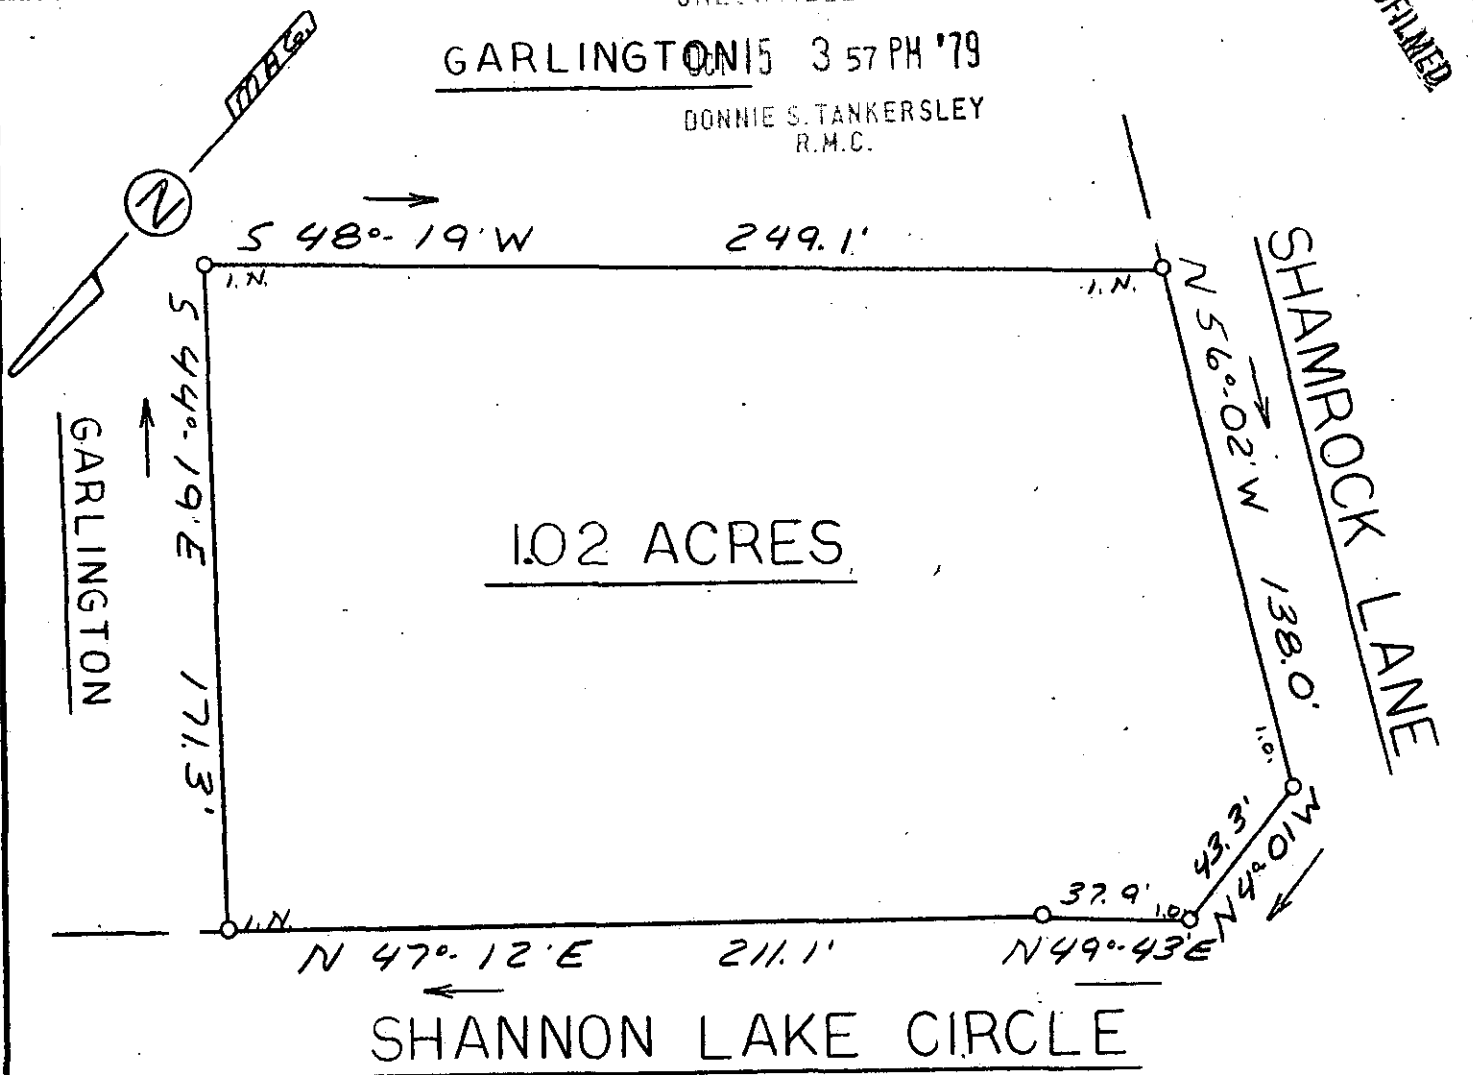 GARLINGTON
15 3 57 PM '79
DONNIE S. TANKERSLEY
R.M.C.
N
S 48°-19'W 249.1'
I.N.
I.N.
S 44°-19'E 171.3'
GARLINGTON
N 56°-02'W 138.0'
SHAMROCK LANE
1.02 ACRES
I.O.
43.3'
N 4°01'W
37.9'
I.O.
I.N.
N 47°-12'E 211.1'
N 49°-43'E
SHANNON LAKE CIRCLE